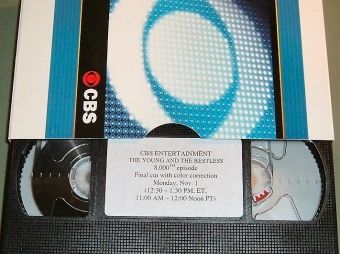 CBS
CBS ENTERTAINMENT
THE YOUNG AND THE RESTLESS
8,000TH episode
Final cut with color correction
Monday, Nov. 1
(12:30 – 1:30 PM, ET,
11:00 AM – 12:00 Noon PT)